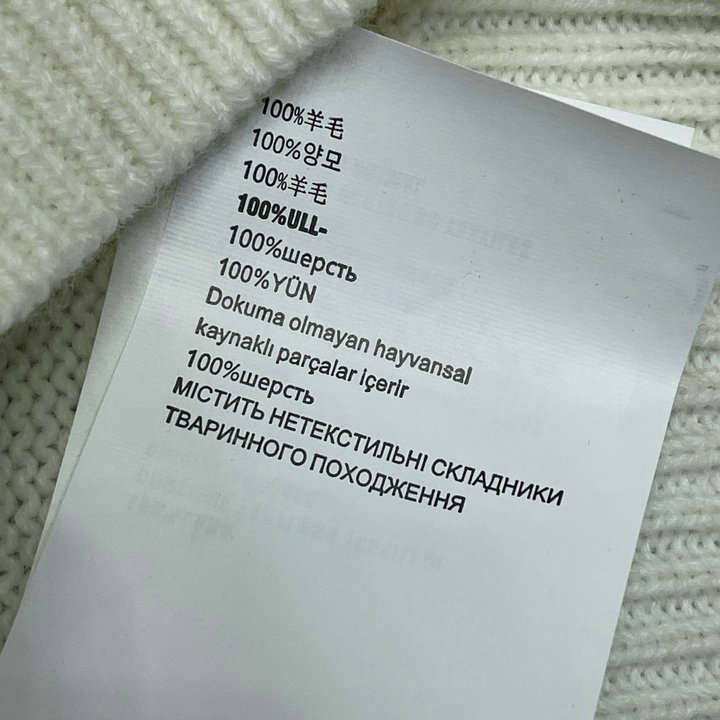 100%羊毛
100%양모
100%羊毛
100%ULL-
100%шерсть
100%YÜN
Dokuma olmayan hayvansal
kaynaklı parçalar içerir
100%шерсть
МІСТИТЬ НЕТЕКСТИЛЬНІ СКЛАДНИКИ
ТВАРИННОГО ПОХОДЖЕННЯ